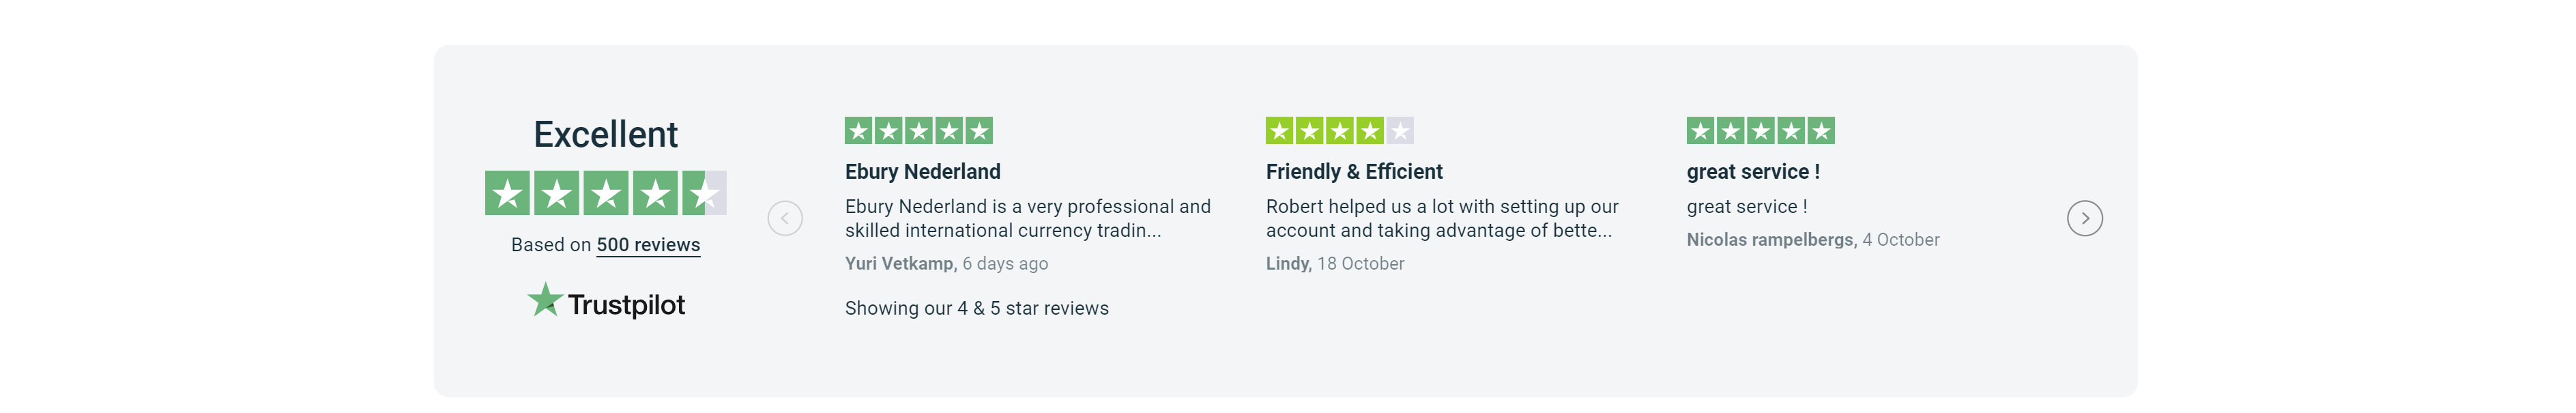 Excellent
Based on 500 reviews
Trustpilot
Ebury Nederland
Ebury Nederland is a very professional and
skilled international currency tradin...
Yuri Vetkamp, 6 days ago
Showing our 4 & 5 star reviews
Friendly & Efficient
Robert helped us a lot with setting up our
account and taking advantage of bette...
Lindy, 18 October
great service !
great service !
Nicolas rampelbergs, 4 October